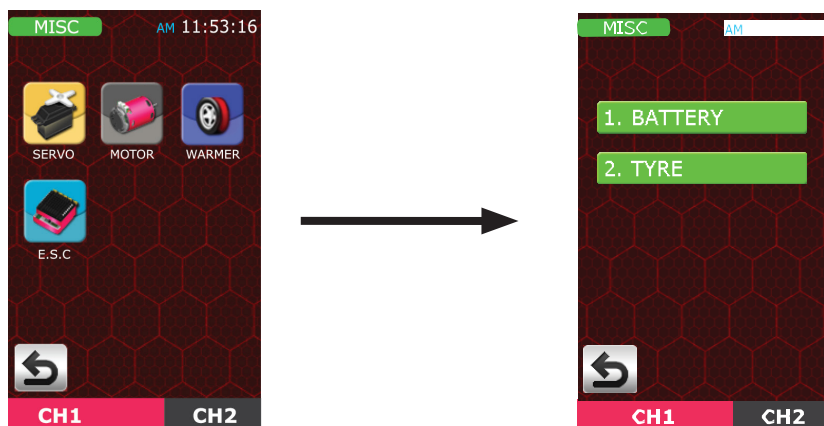 MISC AM 11:53:16
SERVO MOTOR WARMER
E.S.C
CH1 CH2
MISC AM
1. BATTERY
2. TYRE
CH1 CH2